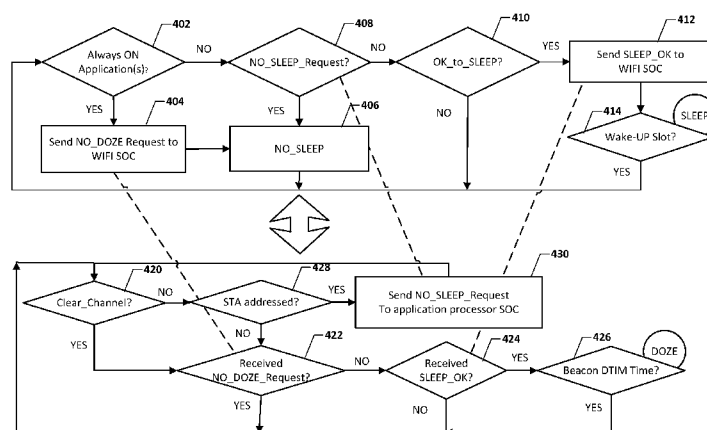 402
Always ON
Application(s)?
NO
408
NO_SLEEP_Request?
NO
410
OK_to_SLEEP?
YES
412
Send SLEEP_OK to
WIFI SOC
YES
404
Send NO_DOZE Request to
WIFI SOC
YES
406
NO_SLEEP
NO
414
SLEEP
Wake-UP Slot?
YES
420
Clear_Channel?
NO
428
STA addressed?
YES
430
Send NO_SLEEP_Request
To application processor SOC
YES
NO
422
Received
NO_DOZE_Request?
NO
424
Received
SLEEP_OK?
YES
426
DOZE
Beacon DTIM Time?
YES
NO
YES